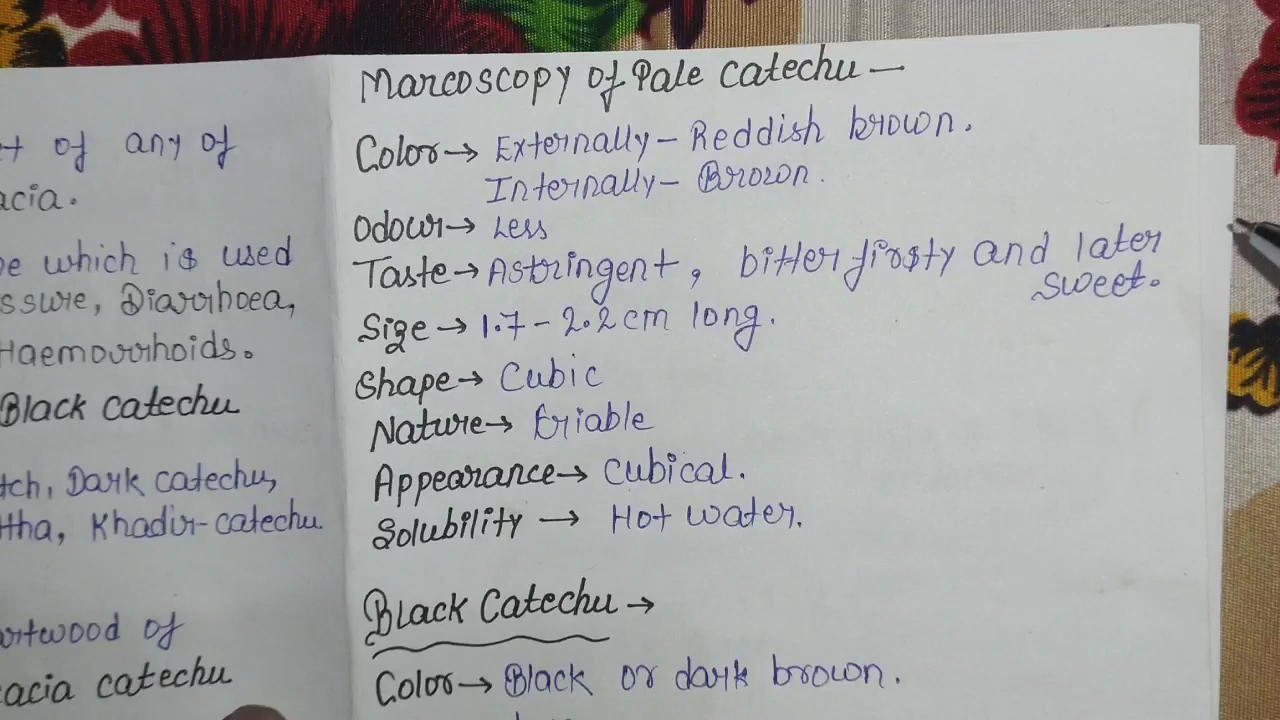 t of any of
acia.
e which is used
ssure, Diarrhoea,
Haemorrhoids.
Black catechu
tch, Dark catechu,
tha, Khadir-catechu.
rtwood of
acia catechu
Marcoscopy of Pale catechu —
Color → Externally - Reddish brown.
Internally - Brown.
Odour → Less
Taste → Astringent, bitter firsty and later
sweet.
Size → 1.7 - 2.2 cm long.
Shape → Cubic
Nature → Friable
Appearance → Cubical.
Solubility → Hot water.
Black Catechu →
Color → Black or dark brown.